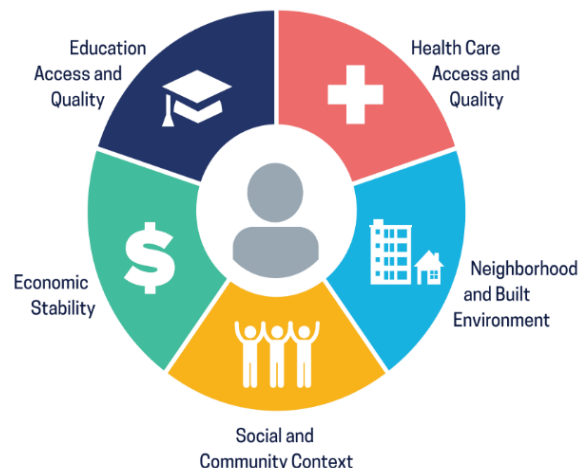 Education
Access and
Quality
Health Care
Access and
Quality
$
Economic
Stability
Neighborhood
and Built
Environment
Social and
Community Context